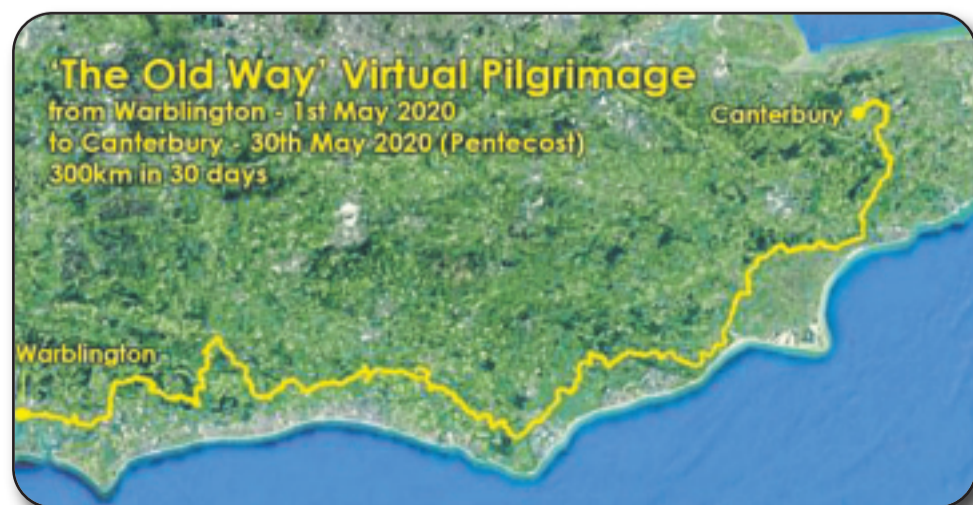 'The Old Way' Virtual Pilgrimage
from Warblington - 1st May 2020
to Canterbury - 30th May 2020 (Pentecost)
300km in 30 days
Canterbury
Warblington